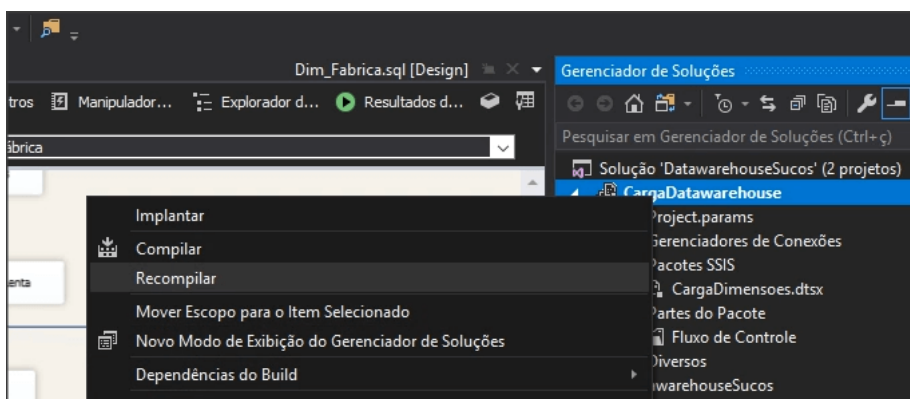 Dim_Fabrica.sql [Design]
Gerenciador de Soluções
tros Manipulador... Explorador d... Resultados d...
ábrica
Pesquisar em Gerenciador de Soluções (Ctrl+ç)
Solução 'DatawarehouseSucos' (2 projetos)
CargaDatawarehouse
Implantar
Compilar
Recompilar
Mover Escopo para o Item Selecionado
Novo Modo de Exibição do Gerenciador de Soluções
Dependências do Build
Project.params
Gerenciadores de Conexões
Pacotes SSIS
CargaDimensoes.dtsx
Partes do Pacote
Fluxo de Controle
Diversos
awarehouseSucos
enta